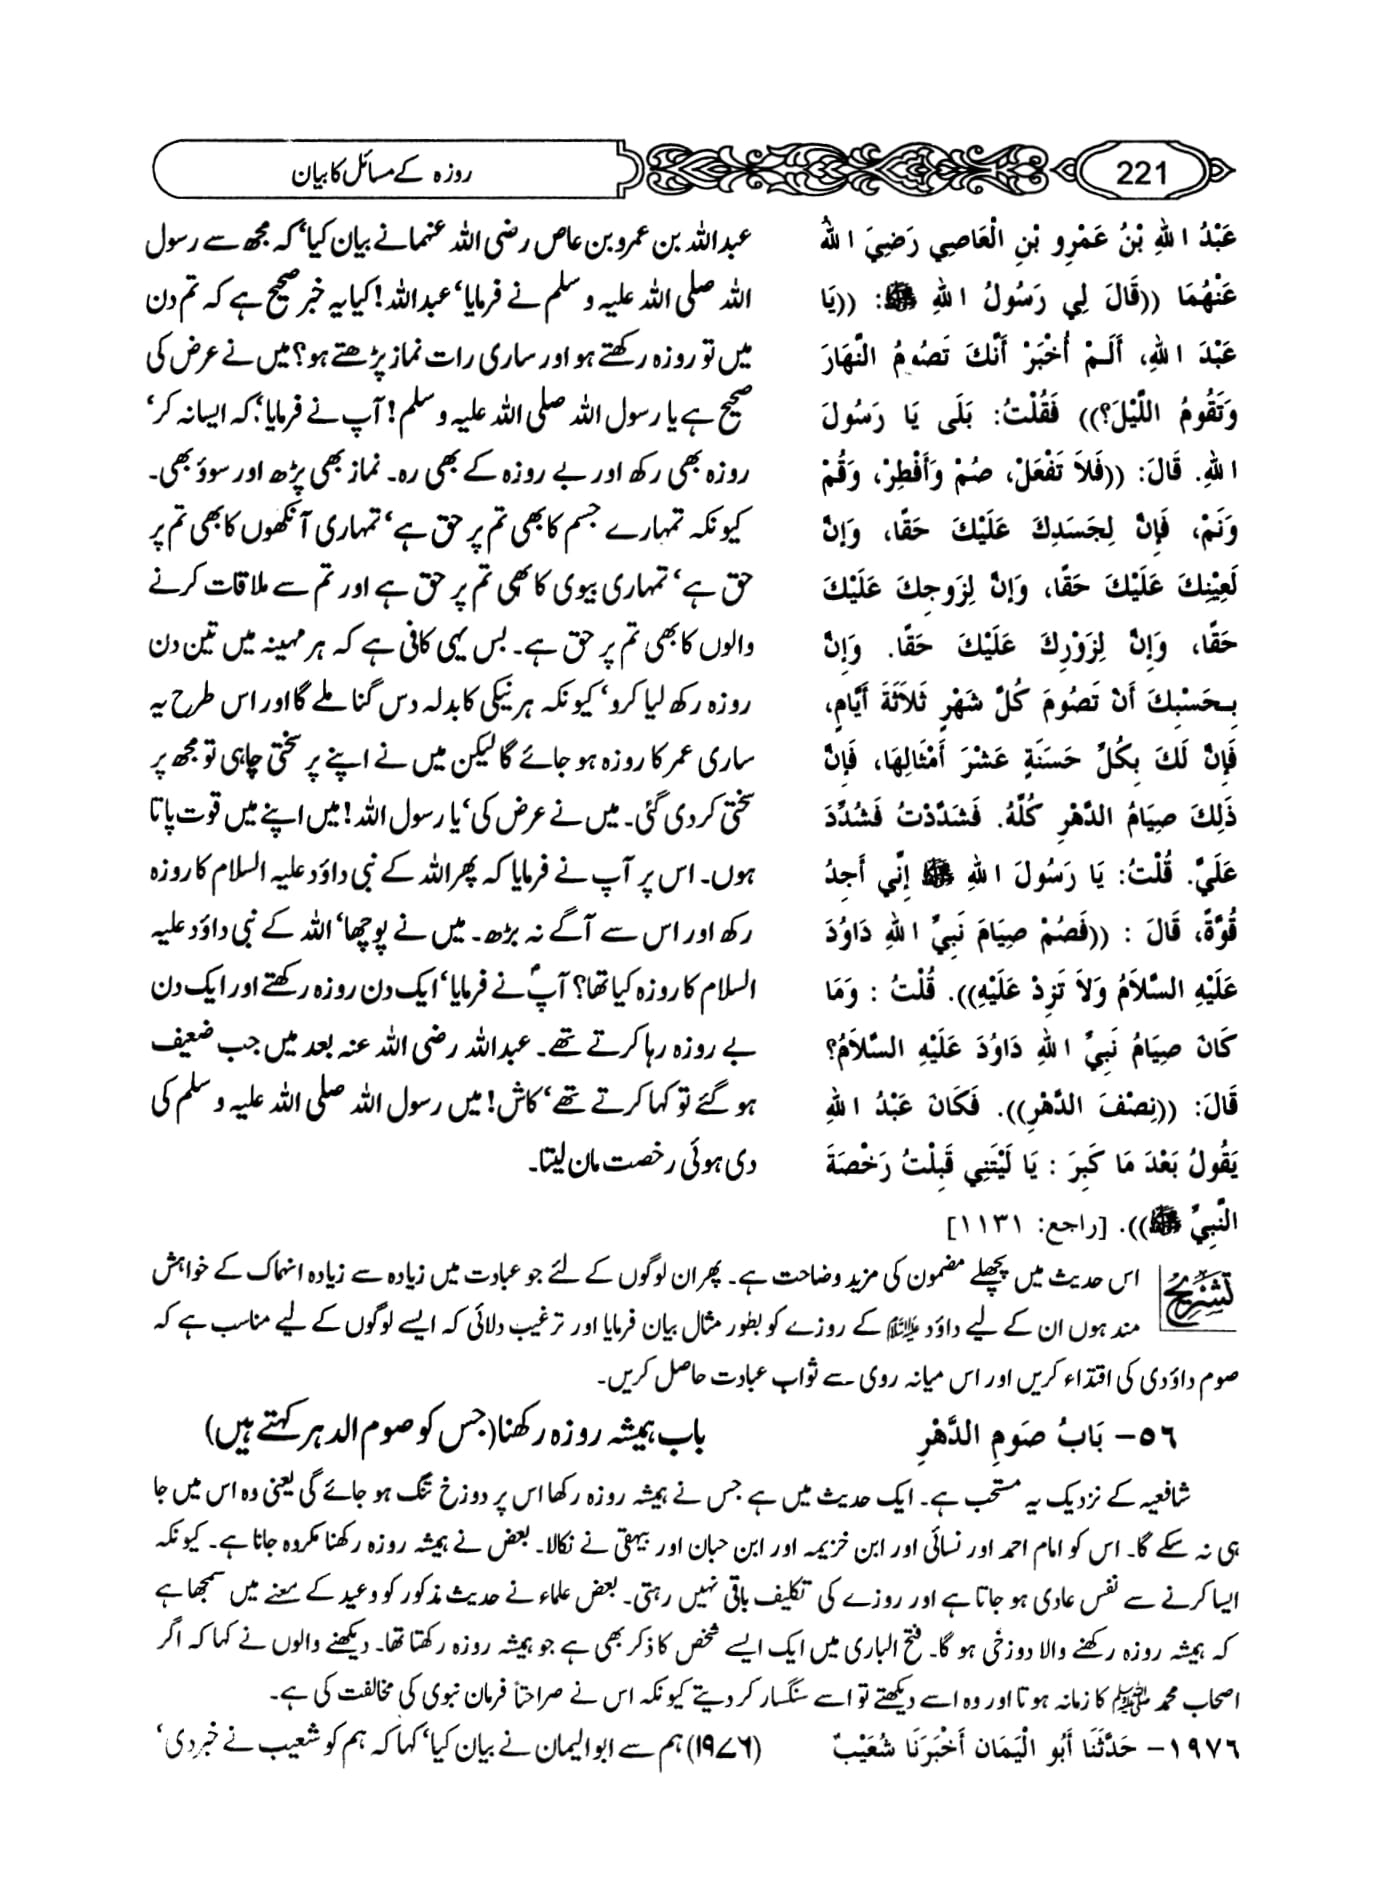 221
روزہ کے مسائل کا بیان
عَبْدُ اللهِ بْنُ عَمْرِو بْنِ الْعَاصِي رَضِيَ اللهُ
عَنْهُمَا ((قَالَ لِي رَسُولُ اللهِ ﷺ: ((يَا
عَبْدَ اللهِ، أَلَمْ أُخْبَرْ أَنَّكَ تَصُومُ النَّهَارَ
وَتَقُومُ اللَّيْلَ؟)) فَقُلْتُ: بَلَى يَا رَسُولَ
اللهِ. قَالَ: ((فَلاَ تَفْعَلْ، صُمْ وَأَفْطِرْ، وَقُمْ
وَنَمْ، فَإِنَّ لِجَسَدِكَ عَلَيْكَ حَقًّا، وَإِنَّ
لَعِيْنِكَ عَلَيْكَ حَقًّا، وَإِنَّ لِزَوجِكَ عَلَيْكَ
حَقًّا، وَإِنَّ لِزَوْرِكَ عَلَيْكَ حَقًّا. وَإِنَّ
بِحَسْبِكَ أَنْ تَصُومَ كُلَّ شَهْرٍ ثَلاَثَةَ أَيَّامٍ،
فَإِنَّ لَكَ بِكُلِّ حَسَنَةٍ عَشْرَ أَمْثَالِهَا، فَإِنَّ
ذَلِكَ صِيَامُ الدَّهْرِ كُلِّهُ. فَشَدَّدْتُ فَشُدِّدَ
عَلَيَّ. قُلْتُ: يَا رَسُولَ اللهِ ﷺ إِنِّي أَجِدُ
قُوَّةً، قَالَ : ((فَصُمْ صِيَامَ نَبِيِّ اللهِ دَاوُدَ
عَلَيْهِ السَّلاَمُ وَلاَ تَزِدْ عَلَيْهِ)). قُلْتُ : وَمَا
كَانَ صِيَامُ نَبِيِّ اللهِ دَاوُدَ عَلَيْهِ السَّلاَمُ؟
قَالَ: ((نِصْفَ الدَّهْرِ)). فَكَانَ عَبْدُ اللهِ
يَقُولُ بَعْدَ مَا كَبِرَ : يَا لَيْتَنِي قَبِلْتُ رَخْصَةَ
النَّبِيِّ ﷺ)). [راجع: ١١٣١]
عبداللہ بن عمرو بن عاص رضی اللہ عنہما نے بیان کیا‘ کہ مجھ سے رسول
اللہ صلی اللہ علیہ و سلم نے فرمایا‘ عبداللہ! کیا یہ خبر صحیح ہے کہ تم دن
میں تو روزہ رکھتے ہو اور ساری رات نماز پڑھتے ہو؟ میں نے عرض کی
صحیح ہے یا رسول اللہ صلی اللہ علیہ و سلم! آپ نے فرمایا‘ کہ ایسا نہ کر‘
روزہ بھی رکھ اور بے روزہ کے بھی رہ۔ نماز بھی پڑھ اور سوؤ بھی۔
کیونکہ تمہارے جسم کا بھی تم پر حق ہے‘ تمہاری آنکھوں کا بھی تم پر
حق ہے‘ تمہاری بیوی کا بھی تم پر حق ہے اور تم سے ملاقات کرنے
والوں کا بھی تم پر حق ہے۔ بس یہی کافی ہے کہ ہر مہینہ میں تین دن
روزہ رکھ لیا کرو‘ کیونکہ ہر نیکی کا بدلہ دس گنا ملے گا اور اس طرح یہ
ساری عمر کا روزہ ہو جائے گا لیکن میں نے اپنے پر سختی چاہی تو مجھ پر
سختی کر دی گئی۔ میں نے عرض کی‘ یا رسول اللہ! میں اپنے میں قوت پاتا
ہوں۔ اس پر آپ نے فرمایا کہ پھر اللہ کے نبی داؤد علیہ السلام کا روزہ
رکھ اور اس سے آگے نہ بڑھ۔ میں نے پوچھا‘ اللہ کے نبی داؤد علیہ
السلام کا روزہ کیا تھا؟ آپؐ نے فرمایا‘ ایک دن روزہ رکھتے اور ایک دن
بے روزہ رہا کرتے تھے۔ عبداللہ رضی اللہ عنہ بعد میں جب ضعیف
ہو گئے تو کہا کرتے تھے‘ کاش! میں رسول اللہ صلی اللہ علیہ و سلم کی
دی ہوئی رخصت مان لیتا۔
تشریح اس حدیث میں پچھلے مضمون کی مزید وضاحت ہے۔ پھر ان لوگوں کے لئے جو عبادت میں زیادہ سے زیادہ انہماک کے خواہش
مند ہوں ان کے لیے داؤد علیہ السلام کے روزے کو بطور مثال بیان فرمایا اور ترغیب دلائی کہ ایسے لوگوں کے لیے مناسب ہے کہ
صوم داؤدی کی اقتداء کریں اور اس میانہ روی سے ثواب عبادت حاصل کریں۔
٥٦- بَابُ صَومِ الدَّهْرِ
باب ہمیشہ روزہ رکھنا (جس کو صوم الدہر کہتے ہیں)
شافعیہ کے نزدیک یہ مستحب ہے۔ ایک حدیث میں ہے جس نے ہمیشہ روزہ رکھا اس پر دوزخ تنگ ہو جائے گی یعنی وہ اس میں جا
ہی نہ سکے گا۔ اس کو امام احمد اور نسائی اور ابن خزیمہ اور ابن حبان اور بیہقی نے نکالا۔ بعض نے ہمیشہ روزہ رکھنا مکروہ جانا ہے۔ کیونکہ
ایسا کرنے سے نفس عادی ہو جاتا ہے اور روزے کی تکلیف باقی نہیں رہتی۔ بعض علماء نے حدیث مذکور کو وعید کے معنے میں سمجھا ہے
کہ ہمیشہ روزہ رکھنے والا دوزخی ہو گا۔ فتح الباری میں ایک ایسے شخص کا ذکر بھی ہے جو ہمیشہ روزہ رکھتا تھا۔ دیکھنے والوں نے کہا کہ اگر
اصحاب محمد ﷺ کا زمانہ ہوتا اور وہ اسے دیکھتے تو اسے سنگسار کر دیتے کیونکہ اس نے صراحتاً فرمان نبوی کی مخالفت کی ہے۔
١٩٧٦- حَدَّثَنَا أَبُو الْيَمَانِ أَخْبَرَنَا شُعَيْبٌ
(۱۹۷۶) ہم سے ابوالیمان نے بیان کیا‘ کہا کہ ہم کو شعیب نے خبر دی‘